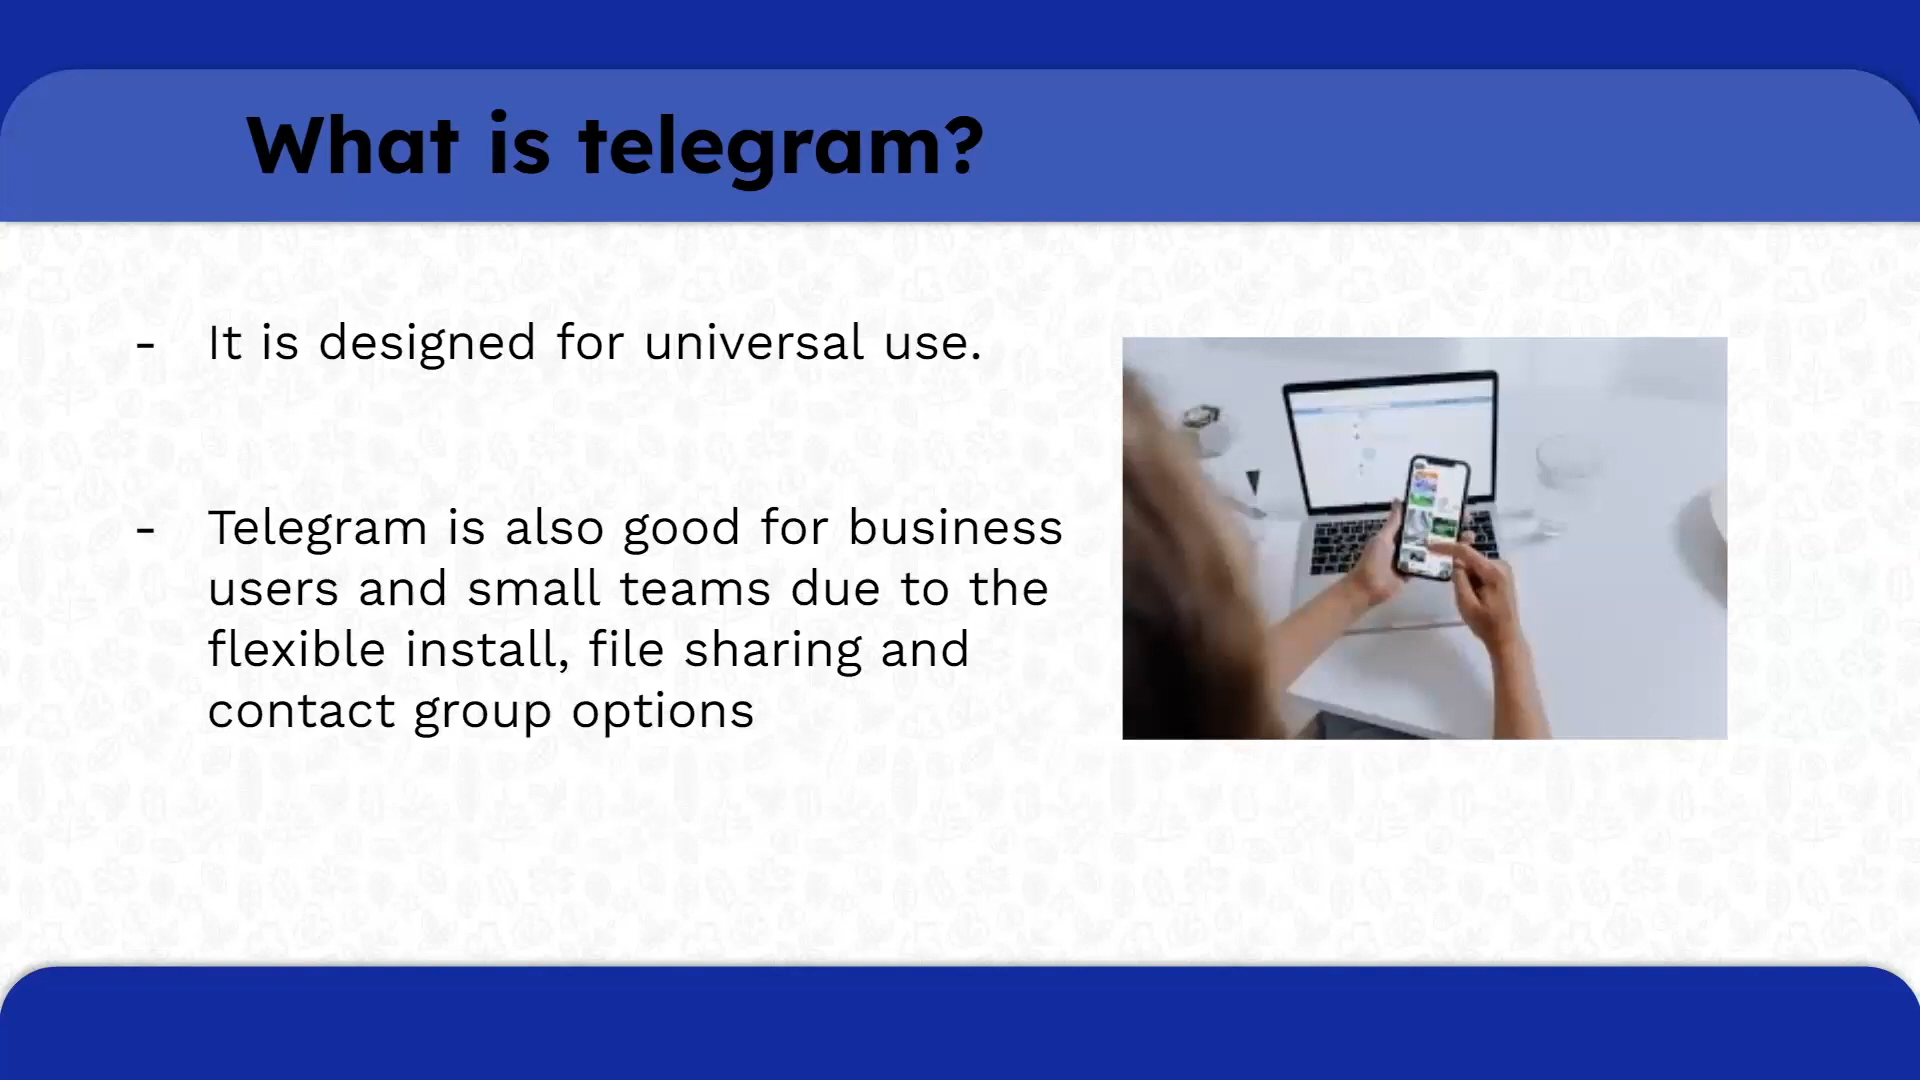 What is telegram?
- It is designed for universal use.
- Telegram is also good for business
users and small teams due to the
flexible install, file sharing and
contact group options